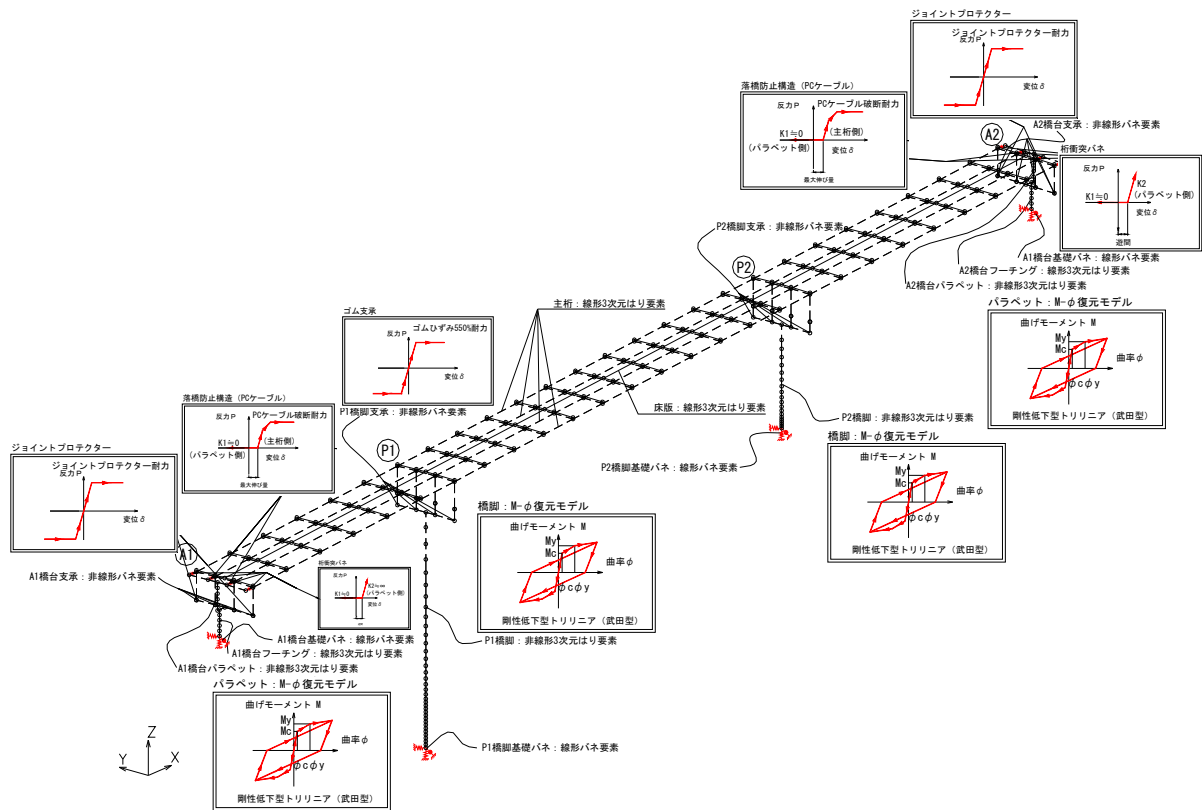 ジョイントプロテクター
ジョイントプロテクター耐力
反力P
変位δ
落橋防止構造（PCケーブル）
反力P
PCケーブル破断耐力
K1≒0
(主桁側)
(パラペット側)
変位δ
最大伸び量
A2
A2橋台支承：非線形バネ要素
桁衝突バネ
反力P
K2
(パラペット側)
K1≒0
変位δ
遊間
P2橋脚支承：非線形バネ要素
P2
A1橋台基礎バネ：線形バネ要素
A2橋台フーチング：線形3次元はり要素
A2橋台パラペット：非線形3次元はり要素
パラペット：M-φ復元モデル
曲げモーメント M
My
Mc
曲率φ
φcφy
剛性低下型トリリニア（武田型）
主桁：線形3次元はり要素
ゴム支承
反力P
ゴムひずみ550%耐力
変位δ
P1橋脚支承：非線形バネ要素
床版：線形3次元はり要素
P2橋脚：非線形3次元はり要素
P2橋脚基礎バネ：線形バネ要素
橋脚：M-φ復元モデル
曲げモーメント M
My
Mc
曲率φ
φcφy
剛性低下型トリリニア（武田型）
落橋防止構造（PCケーブル）
反力P
PCケーブル破断耐力
K1≒0
(主桁側)
(パラペット側)
変位δ
最大伸び量
P1
ジョイントプロテクター
ジョイントプロテクター耐力
反力P
変位δ
A1
A1橋台支承：非線形バネ要素
桁衝突バネ
反力P
K1≒0
(パラペット側)
変位δ
A1橋台基礎バネ：線形バネ要素
A1橋台フーチング：線形3次元はり要素
A1橋台パラペット：非線形3次元はり要素
橋脚：M-φ復元モデル
曲げモーメント M
My
Mc
曲率φ
φcφy
剛性低下型トリリニア（武田型）
P1橋脚：非線形3次元はり要素
P1橋脚基礎バネ：線形バネ要素
パラペット：M-φ復元モデル
曲げモーメント M
My
Mc
曲率φ
φcφy
剛性低下型トリリニア（武田型）
Z
Y
X